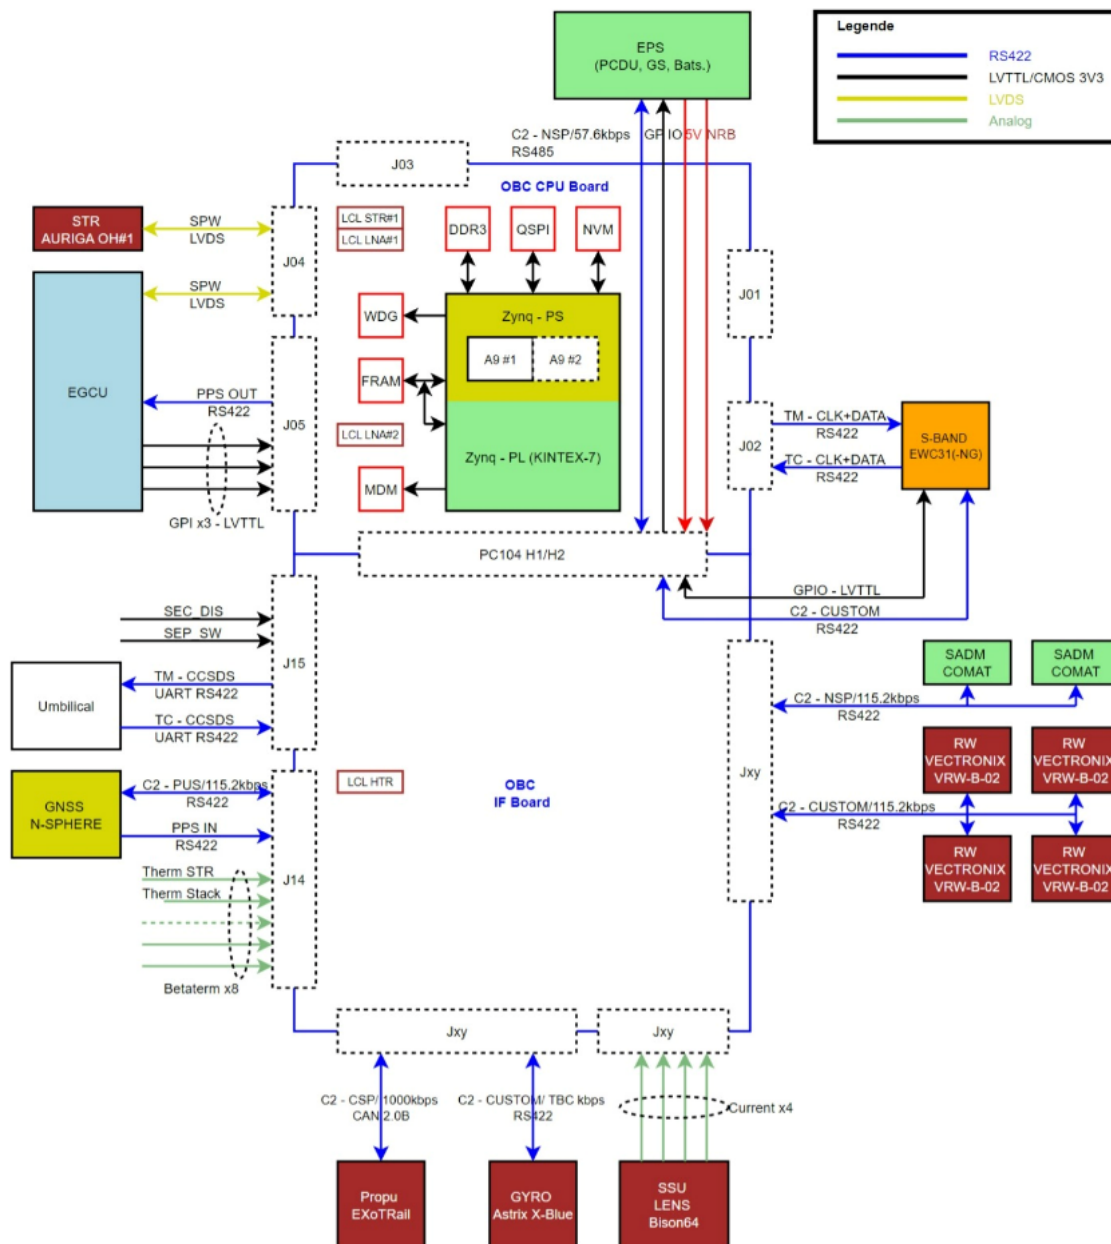 EPS
(PCDU, GS, Bats.)
Legende
RS422
LVTTL/CMOS 3V3
LVDS
Analog
C2 - NSP/57.6kbps
RS485
GPIO
5V NRB
J03
OBC CPU Board
STR
AURIGA OH#1
SPW
LVDS
J04
LCL STR#1
LCL LNA#1
DDR3
QSPI
NVM
J01
SPW
LVDS
EGCU
WDG
Zynq - PS
A9 #1
A9 #2
FRAM
PPS OUT
RS422
J05
LCL LNA#2
Zynq - PL (KINTEX-7)
MDM
GPI x3 - LVTTL
J02
TM - CLK+DATA
RS422
TC - CLK+DATA
RS422
S-BAND
EWC31(-NG)
PC104 H1/H2
GPIO - LVTTL
C2 - CUSTOM
RS422
SEC_DIS
SEP_SW
J15
Umbilical
TM - CCSDS
UART RS422
TC - CCSDS
UART RS422
SADM
COMAT
SADM
COMAT
C2 - NSP/115.2kbps
RS422
Jxy
RW
VECTRONIX
VRW-B-02
RW
VECTRONIX
VRW-B-02
C2 - CUSTOM/115.2kbps
RS422
RW
VECTRONIX
VRW-B-02
RW
VECTRONIX
VRW-B-02
GNSS
N-SPHERE
C2 - PUS/115.2kbps
RS422
PPS IN
RS422
LCL HTR
OBC
IF Board
J14
Therm STR
Therm Stack
Betaterm x8
Jxy
Jxy
C2 - CSP/ 1000kbps
CAN 2.0B
C2 - CUSTOM/ TBC kbps
RS422
Current x4
Propu
EXoTRail
GYRO
Astrix X-Blue
SSU
LENS
Bison64